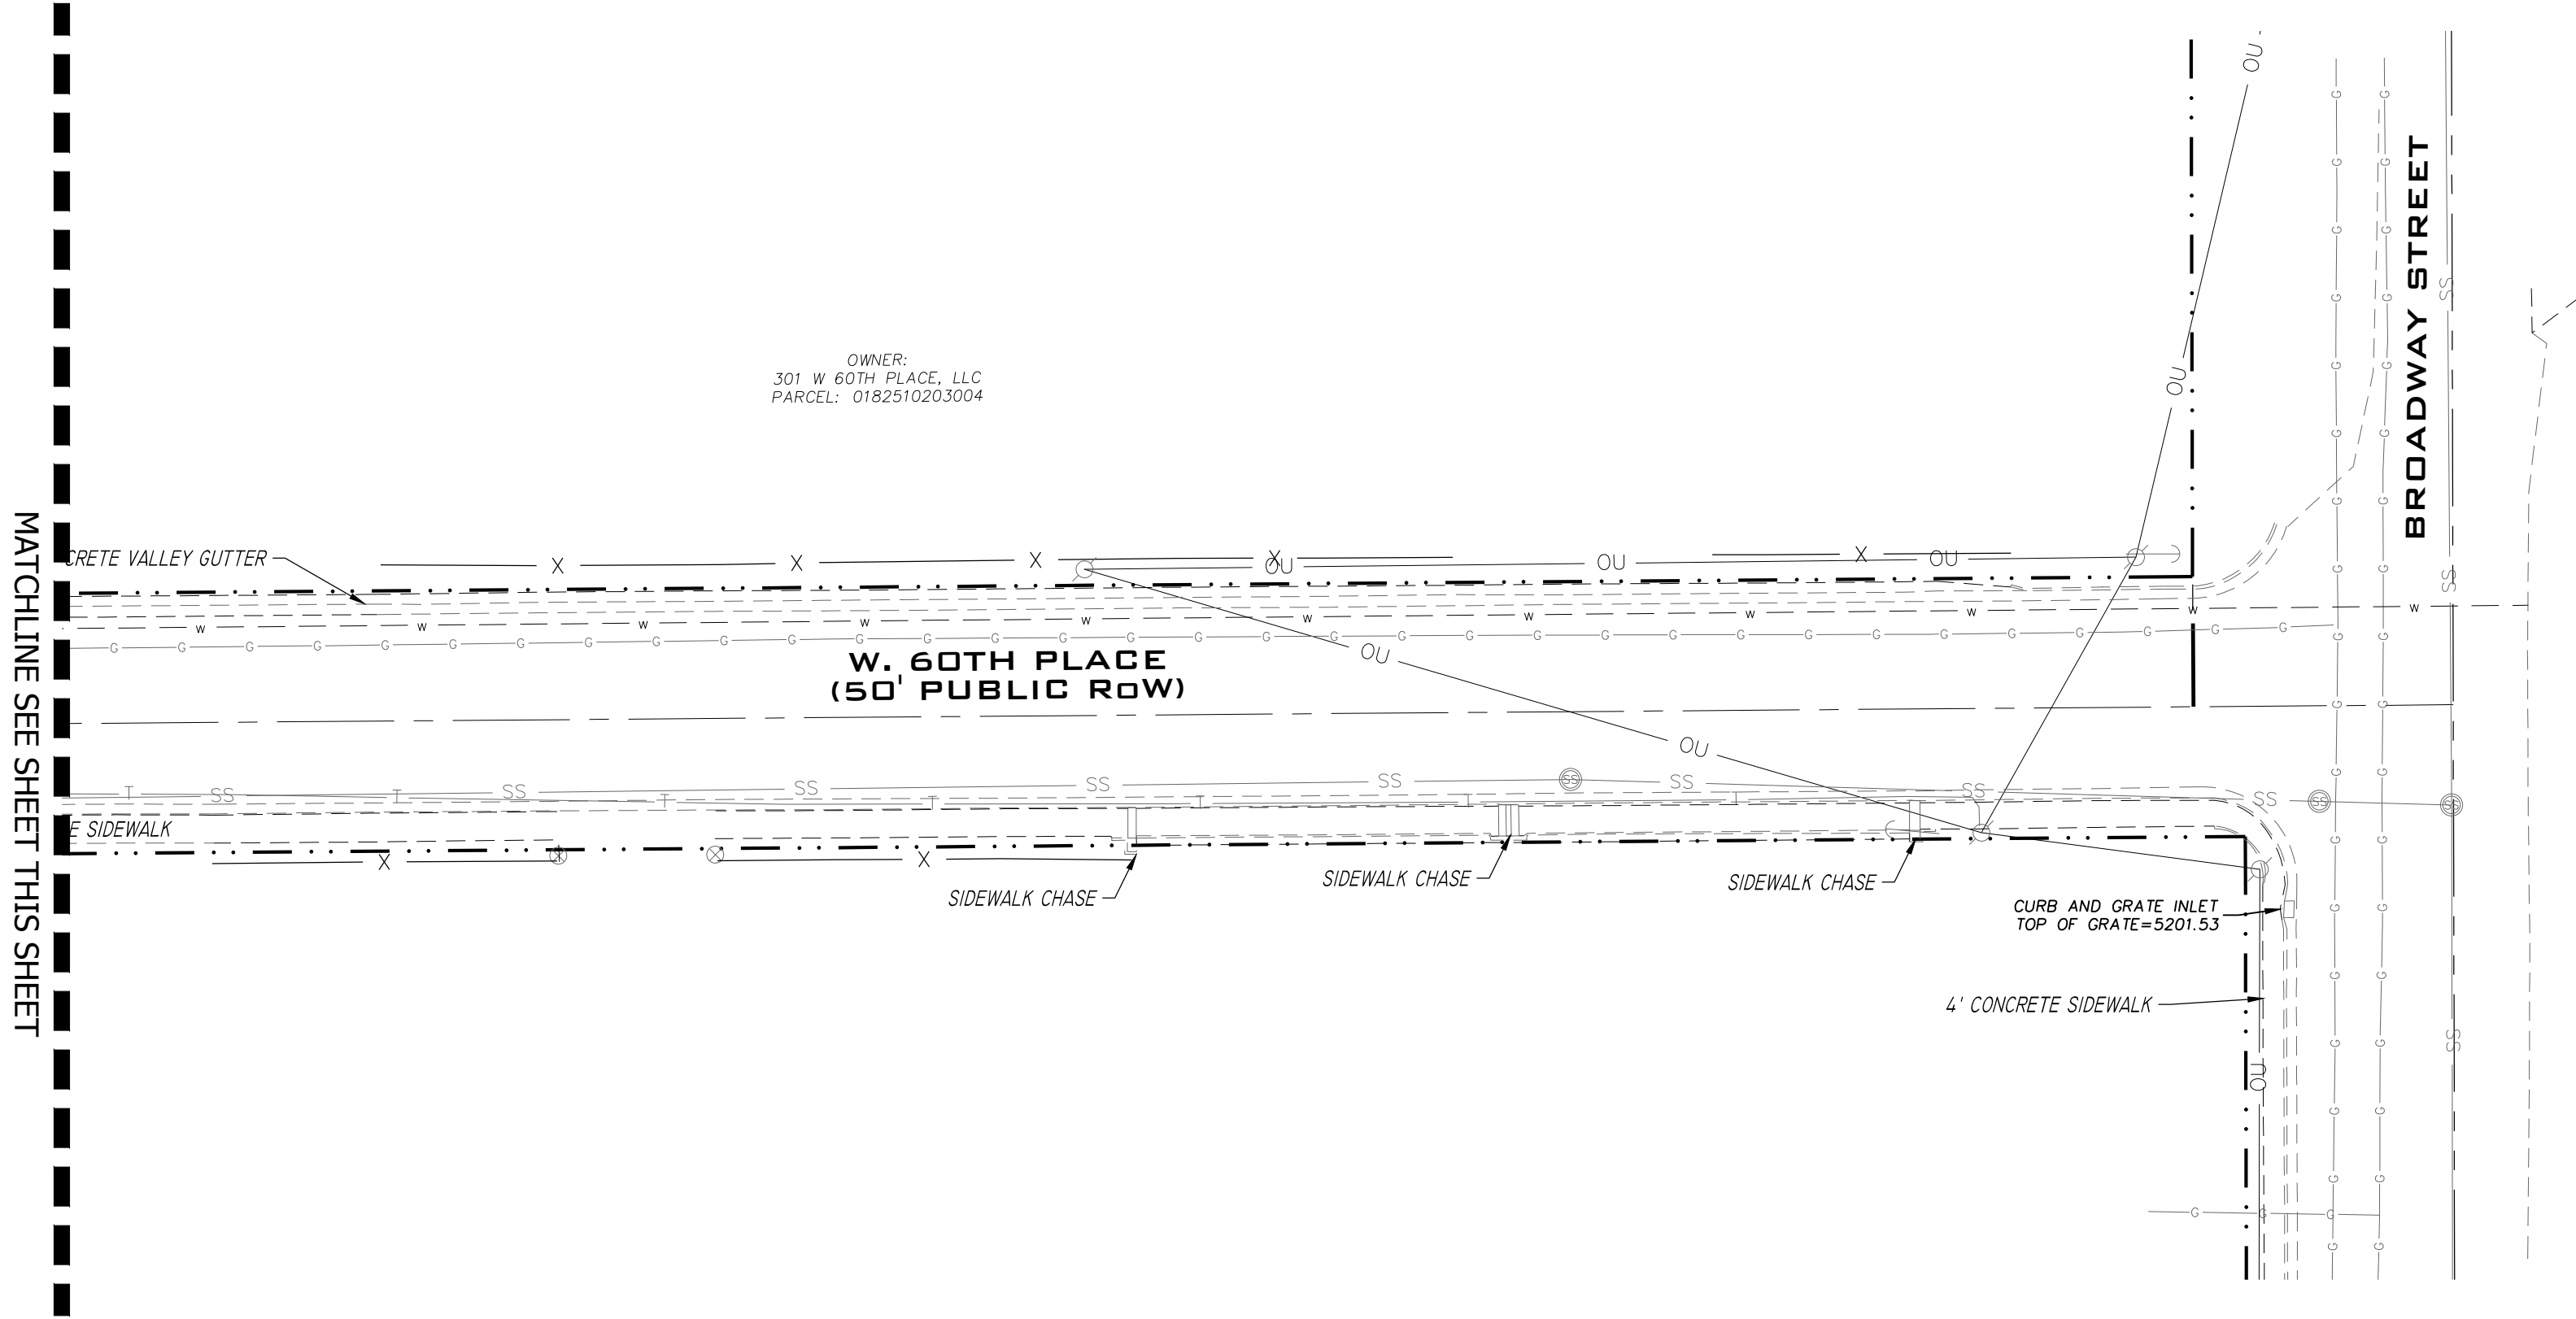 BROADWAY STREET
OWNER:
301 W 60TH PLACE, LLC
PARCEL: 0182510203004
CRETE VALLEY GUTTER
W. 60TH PLACE
(50' PUBLIC RoW)
MATCHLINE SEE SHEET THIS SHEET
E SIDEWALK
SIDEWALK CHASE
SIDEWALK CHASE
SIDEWALK CHASE
CURB AND GRATE INLET
TOP OF GRATE=5201.53
4' CONCRETE SIDEWALK